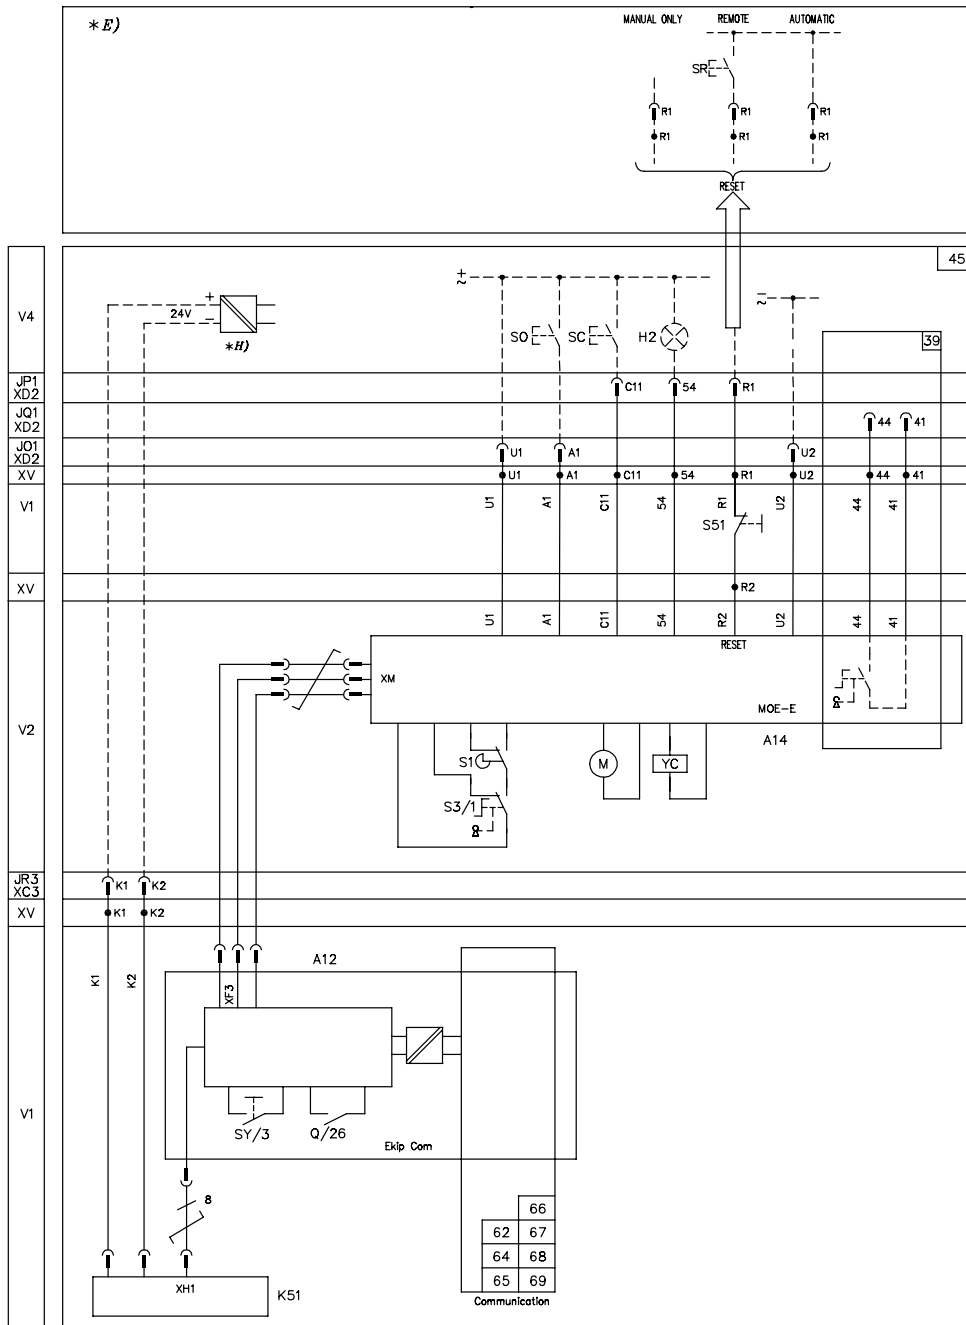 *E)
MANUAL ONLY REMOTE AUTOMATIC
SR
R1 R1 R1
R1 R1 R1
RESET
45
V4
+
~
-
~
+
24V
-
*H)
SO SC H2
39
JP1
XD2
C11 54 R1
JQ1
XD2
44 41
JO1
XD2
U1 A1 U2
XV
U1 A1 C11 54 R1 U2 44 41
V1
U1 A1 C11 54 R1 U2 44 41
S51
XV
R2
U1 A1 C11 54 R2 U2 44 41
RESET
XM
MOE-E
A14
V2
S1
M
YC
S3/1
JR3
XC3
K1 K2
XV
K1 K2
K1 K2
XF3
A12
V1
SY/3 Q/26
Ekip Com
8
66
62 67
64 68
65 69
Communication
XH1
K51